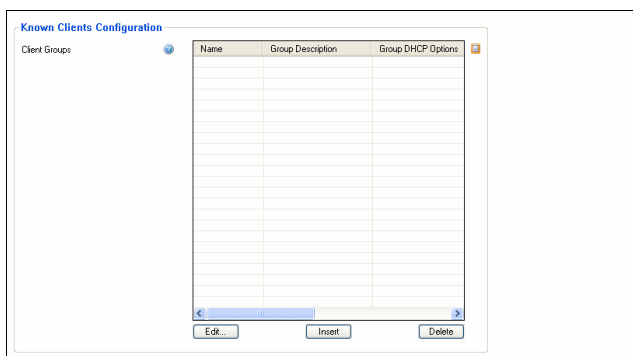 Known Clients Configuration
Client Groups
Name Group Description Group DHCP Options
Edit... Insert Delete